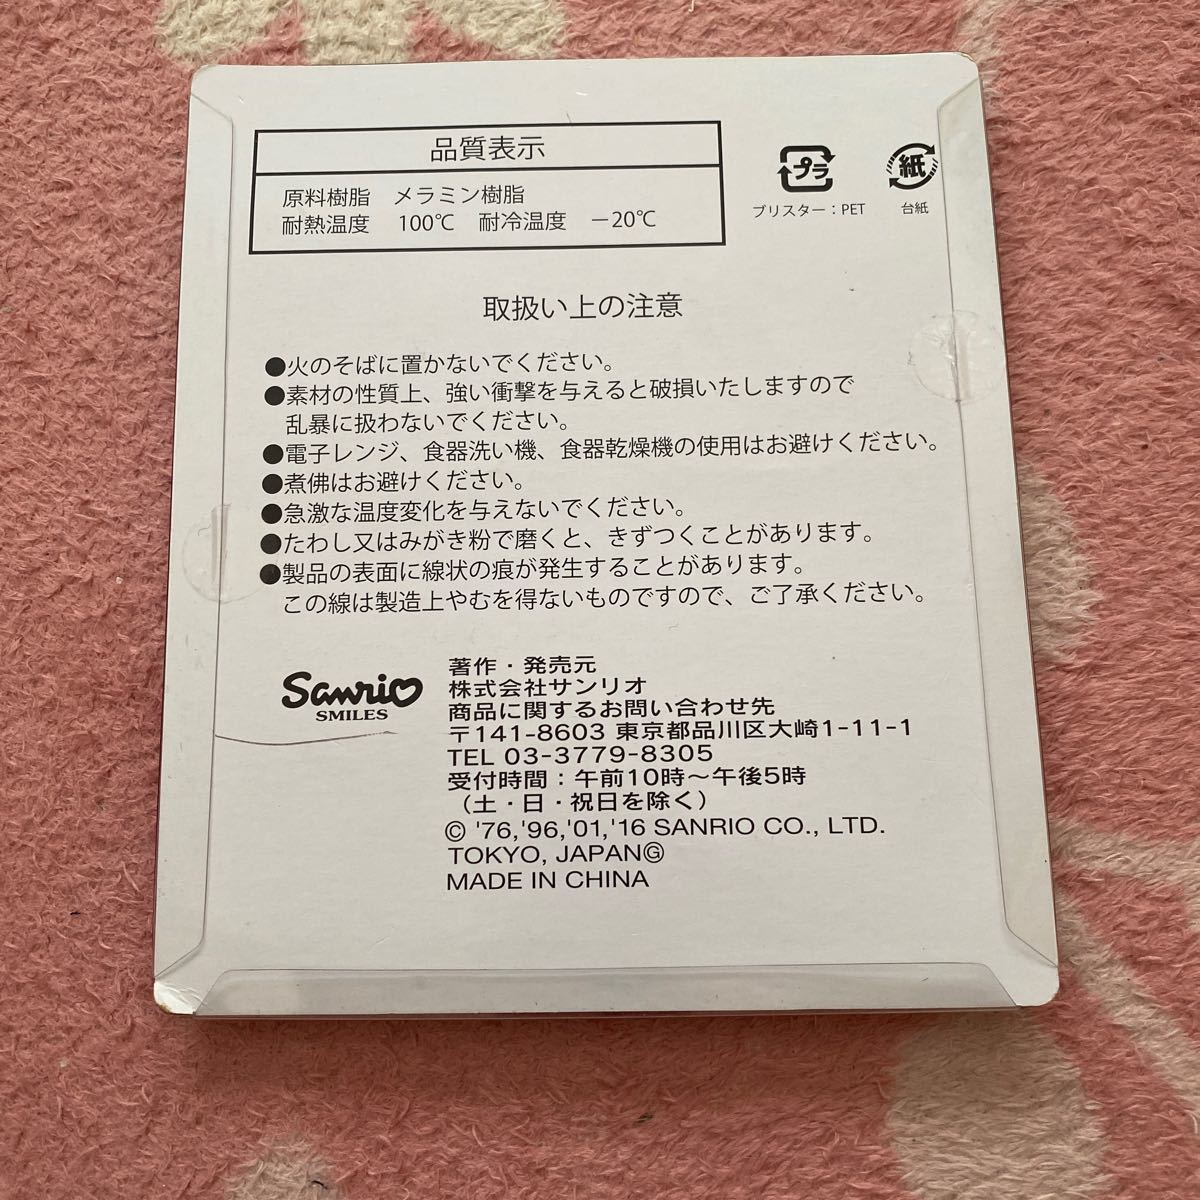 品質表示
原料樹脂　メラミン樹脂
耐熱温度　100℃　耐冷温度　－20℃
プラ
ブリスター：PET
紙
台紙
取扱い上の注意
●火のそばに置かないでください。
●素材の性質上、強い衝撃を与えると破損いたしますので
乱暴に扱わないでください。
●電子レンジ、食器洗い機、食器乾燥機の使用はお避けください。
●煮佛はお避けください。
●急激な温度変化を与えないでください。
●たわし又はみがき粉で磨くと、きずつくことがあります。
●製品の表面に線状の痕が発生することがあります。
この線は製造上やむを得ないものですので、ご了承ください。
Sanrio
SMILES
著作・発売元
株式会社サンリオ
商品に関するお問い合わせ先
〒141-8603 東京都品川区大崎1-11-1
TEL 03-3779-8305
受付時間：午前10時～午後5時
（土・日・祝日を除く）
© '76,'96,'01,'16 SANRIO CO., LTD.
TOKYO, JAPANⒼ
MADE IN CHINA